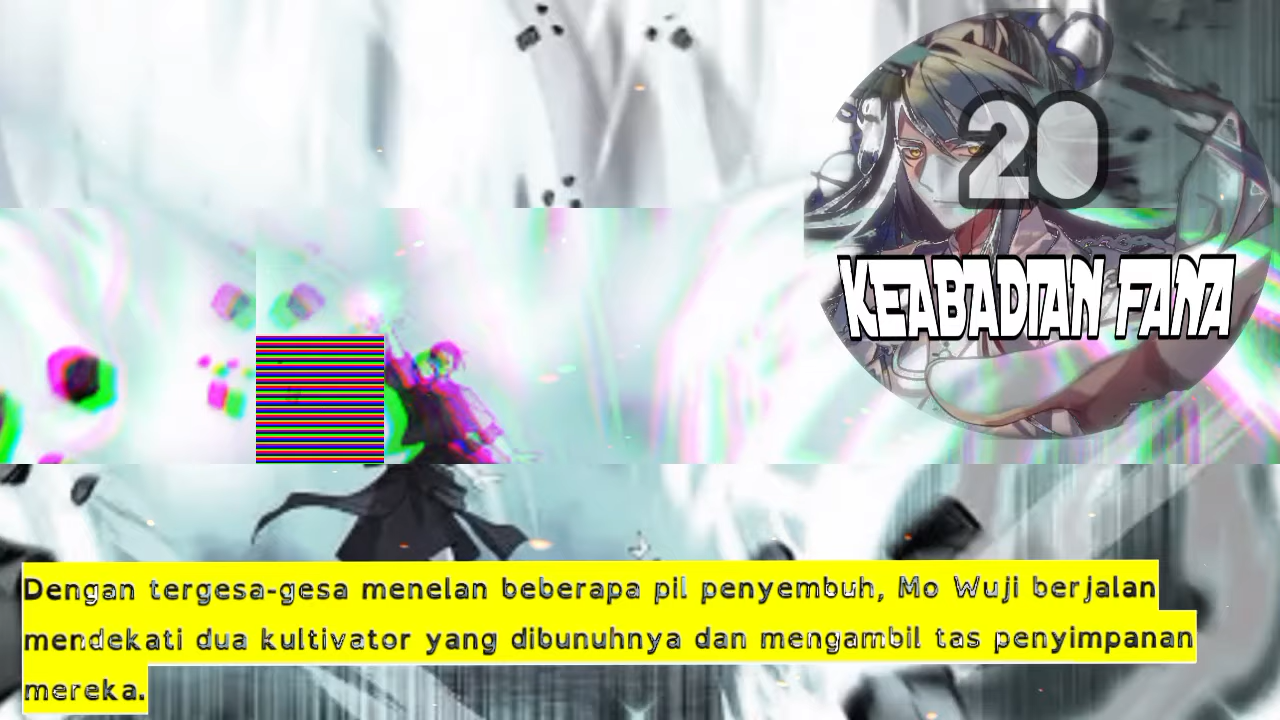 20
KEABADIAN FANA
Dengan tergesa-gesa menelan beberapa pil penyembuh, Mo Wuji berjalan
mendekati dua kultivator yang dibunuhnya dan mengambil tas penyimpanan
mereka.